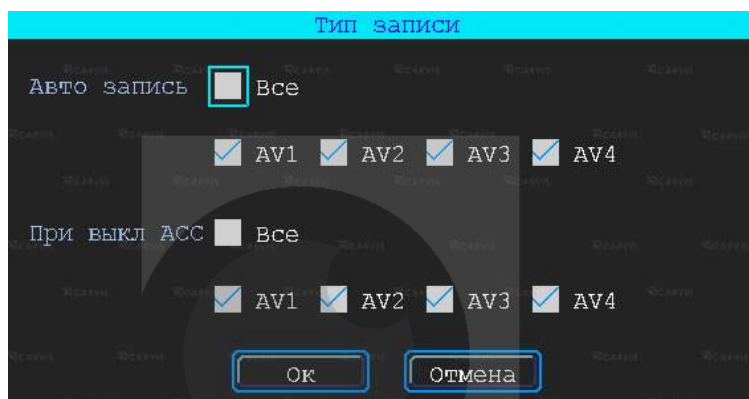 Тип записи
Авто запись Все
AV1 AV2 AV3 AV4
При выкл ACC Все
AV1 AV2 AV3 AV4
Ок Отмена